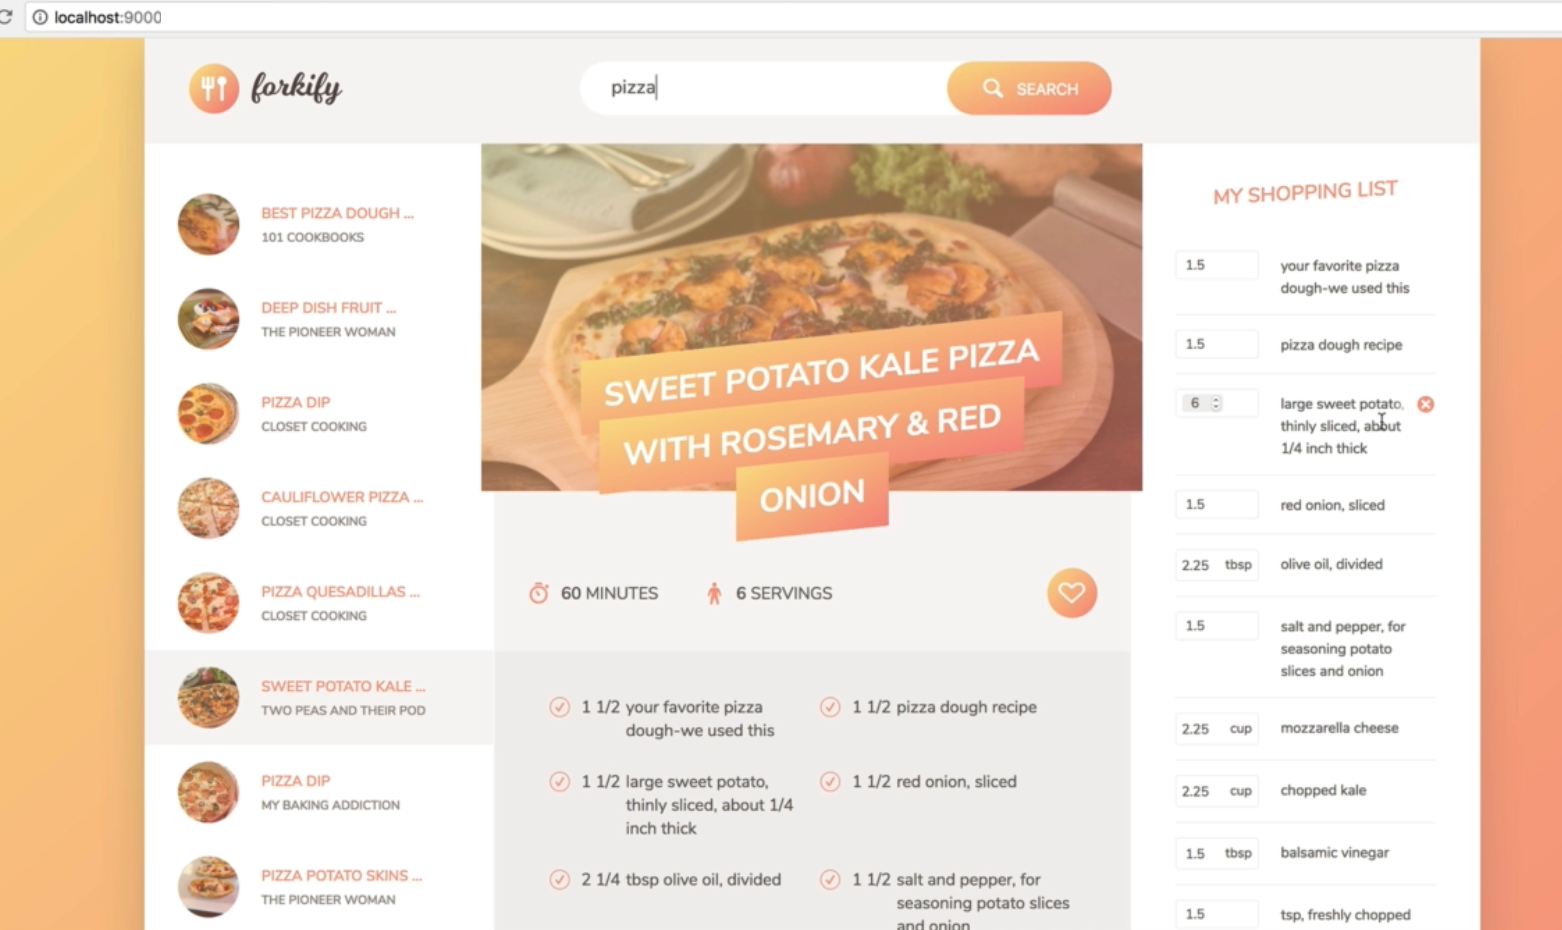 localhost:9000
forkify
pizza
SEARCH
BEST PIZZA DOUGH ...
101 COOKBOOKS
DEEP DISH FRUIT ...
THE PIONEER WOMAN
PIZZA DIP
CLOSET COOKING
CAULIFLOWER PIZZA ...
CLOSET COOKING
PIZZA QUESADILLAS ...
CLOSET COOKING
SWEET POTATO KALE ...
TWO PEAS AND THEIR POD
PIZZA DIP
MY BAKING ADDICTION
PIZZA POTATO SKINS ...
THE PIONEER WOMAN
SWEET POTATO KALE PIZZA
WITH ROSEMARY & RED
ONION
60 MINUTES
6 SERVINGS
1 1/2 your favorite pizza
dough-we used this
1 1/2 pizza dough recipe
1 1/2 large sweet potato,
thinly sliced, about 1/4
inch thick
1 1/2 red onion, sliced
2 1/4 tbsp olive oil, divided
1 1/2 salt and pepper, for
seasoning potato slices
and onion
MY SHOPPING LIST
1.5 your favorite pizza
dough-we used this
1.5 pizza dough recipe
6 large sweet potato,
thinly sliced, about
1/4 inch thick
1.5 red onion, sliced
2.25 tbsp olive oil, divided
1.5 salt and pepper, for
seasoning potato
slices and onion
2.25 cup mozzarella cheese
2.25 cup chopped kale
1.5 tbsp balsamic vinegar
1.5 tsp, freshly chopped